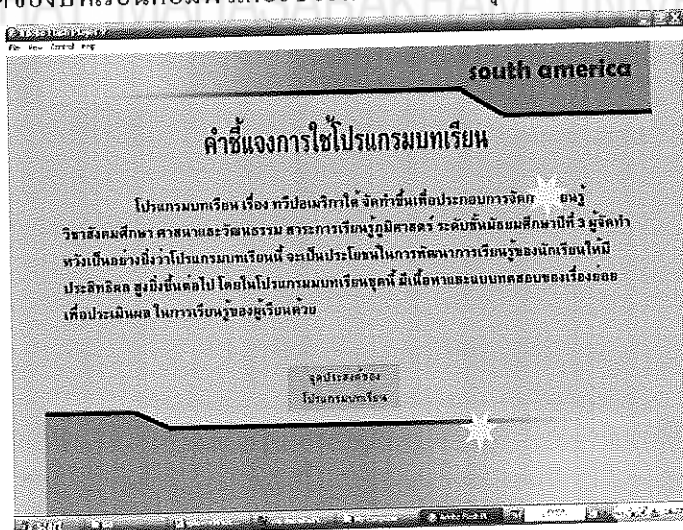 File View Control Help
south america
คำชี้แจงการใช้โปรแกรมบทเรียน
โปรแกรมบทเรียน เรื่อง ทวีปอเมริกาใต้ จัดทำขึ้นเพื่อประกอบการจัดก ยนรู้
วิชาสังคมศึกษา ศาสนาและวัฒนธรรม สาระการเรียนรู้ภูมิศาสตร์ ระดับชั้นมัธยมศึกษาปีที่ 3 ผู้จัดทำ
หวังเป็นอย่างยิ่งว่าโปรแกรมบทเรียนนี้ จะเป็นประโยชน์ในการพัฒนาการเรียนรู้ของนักเรียนให้มี
ประสิทธิผล สูงยิ่งขึ้นต่อไป โดยในโปรแกรมมบทเรียนชุดนี้ มีเนื้อหาและแบบทดสอบของเรื่องย่อย
เพื่อประเมินผล ในการเรียนรู้ของผู้เรียนด้วย
จุดประสงค์ของ
โปรแกรมบทเรียน